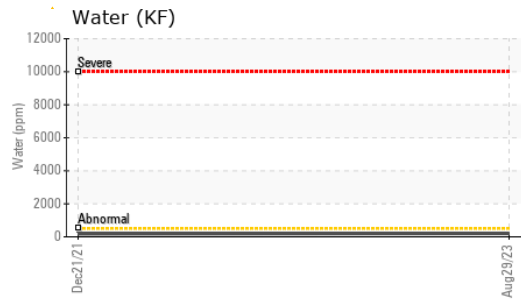 Water (KF)
12000
10000
8000
6000
4000
2000
0
Water (ppm)
Severe
Abnormal
Dec21/21
Aug29/23